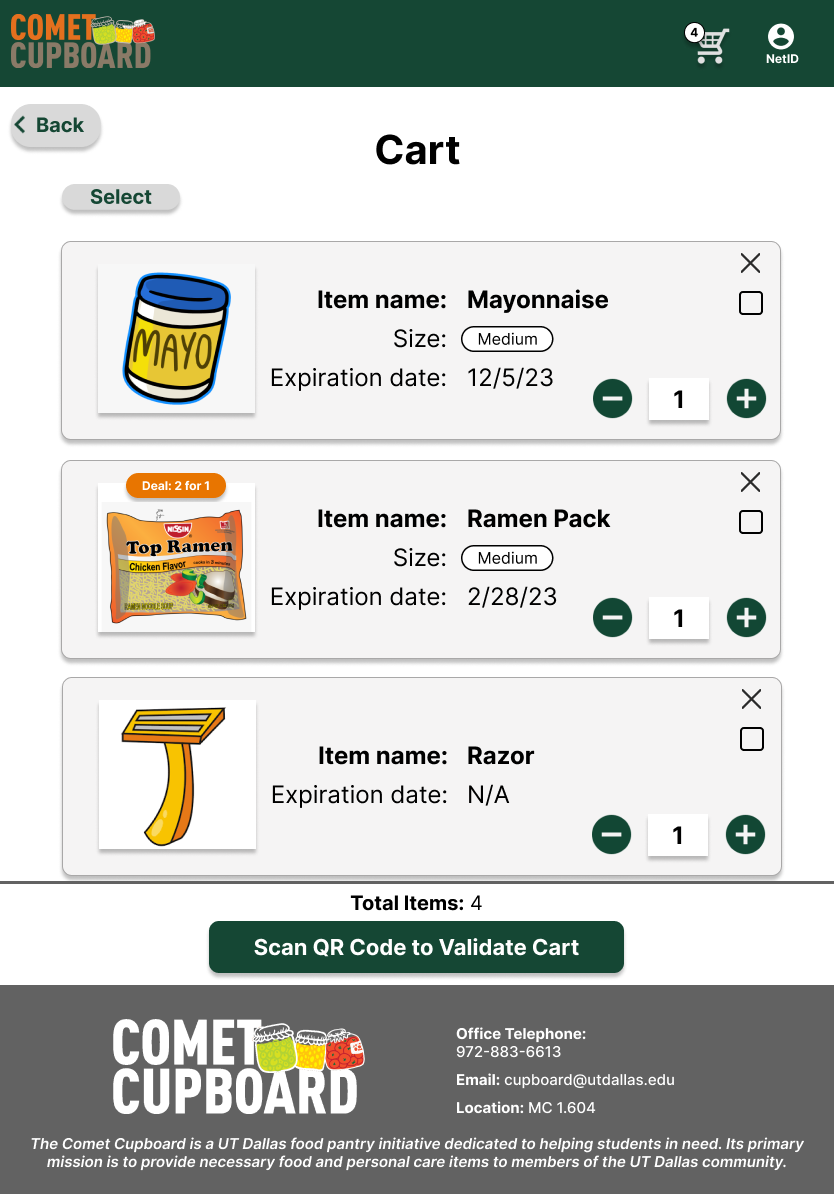 COMET
CUPBOARD
4
NetID
Back
Cart
Select
MAYO
Item name: Mayonnaise
Size: Medium
Expiration date: 12/5/23
1
Deal: 2 for 1
NISSIN
Top Ramen
Chicken Flavor
Item name: Ramen Pack
Size: Medium
Expiration date: 2/28/23
1
Item name: Razor
Expiration date: N/A
1
Total Items: 4
Scan QR Code to Validate Cart
COMET
CUPBOARD
Office Telephone:
972-883-6613
Email: cupboard@utdallas.edu
Location: MC 1.604
The Comet Cupboard is a UT Dallas food pantry initiative dedicated to helping students in need. Its primary
mission is to provide necessary food and personal care items to members of the UT Dallas community.